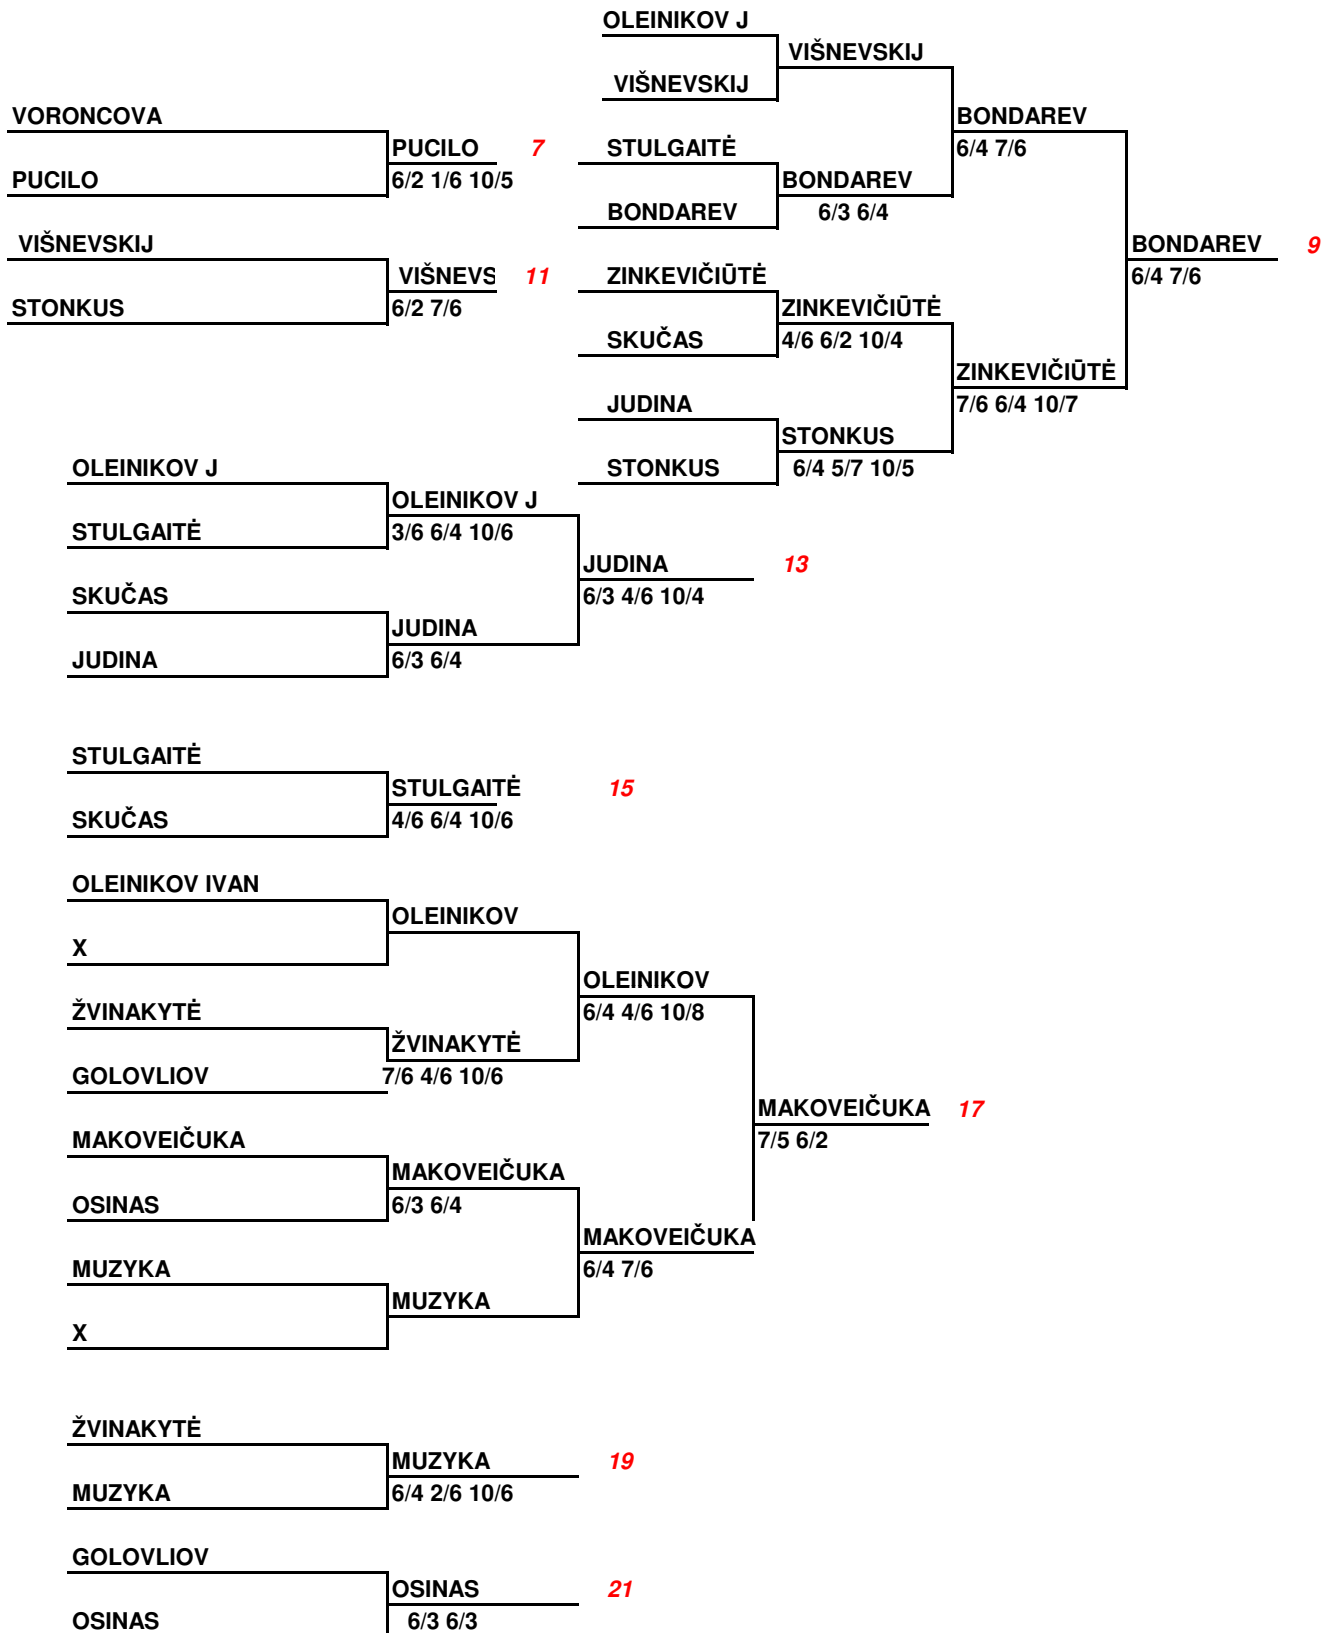 OLEINIKOV J
VIŠNEVSKIJ
VIŠNEVSKIJ
VORONCOVA
BONDAREV
PUCILO 7
STULGAITĖ
6/4 7/6
PUCILO
6/2 1/6 10/5
BONDAREV
BONDAREV
6/3 6/4
VIŠNEVSKIJ
BONDAREV 9
VIŠNEVS 11
ZINKEVIČIŪTĖ
6/4 7/6
STONKUS
6/2 7/6
ZINKEVIČIŪTĖ
SKUČAS
4/6 6/2 10/4
ZINKEVIČIŪTĖ
JUDINA
7/6 6/4 10/7
STONKUS
OLEINIKOV J
STONKUS
6/4 5/7 10/5
OLEINIKOV J
STULGAITĖ
3/6 6/4 10/6
JUDINA 13
SKUČAS
6/3 4/6 10/4
JUDINA
JUDINA
6/3 6/4
STULGAITĖ
STULGAITĖ 15
SKUČAS
4/6 6/4 10/6
OLEINIKOV IVAN
OLEINIKOV
X
OLEINIKOV
ŽVINAKYTĖ
6/4 4/6 10/8
ŽVINAKYTĖ
GOLOVLIOV
7/6 4/6 10/6
MAKOVEIČUKA 17
MAKOVEIČUKA
7/5 6/2
MAKOVEIČUKA
OSINAS
6/3 6/4
MAKOVEIČUKA
MUZYKA
6/4 7/6
MUZYKA
X
ŽVINAKYTĖ
MUZYKA 19
MUZYKA
6/4 2/6 10/6
GOLOVLIOV
OSINAS 21
OSINAS
6/3 6/3